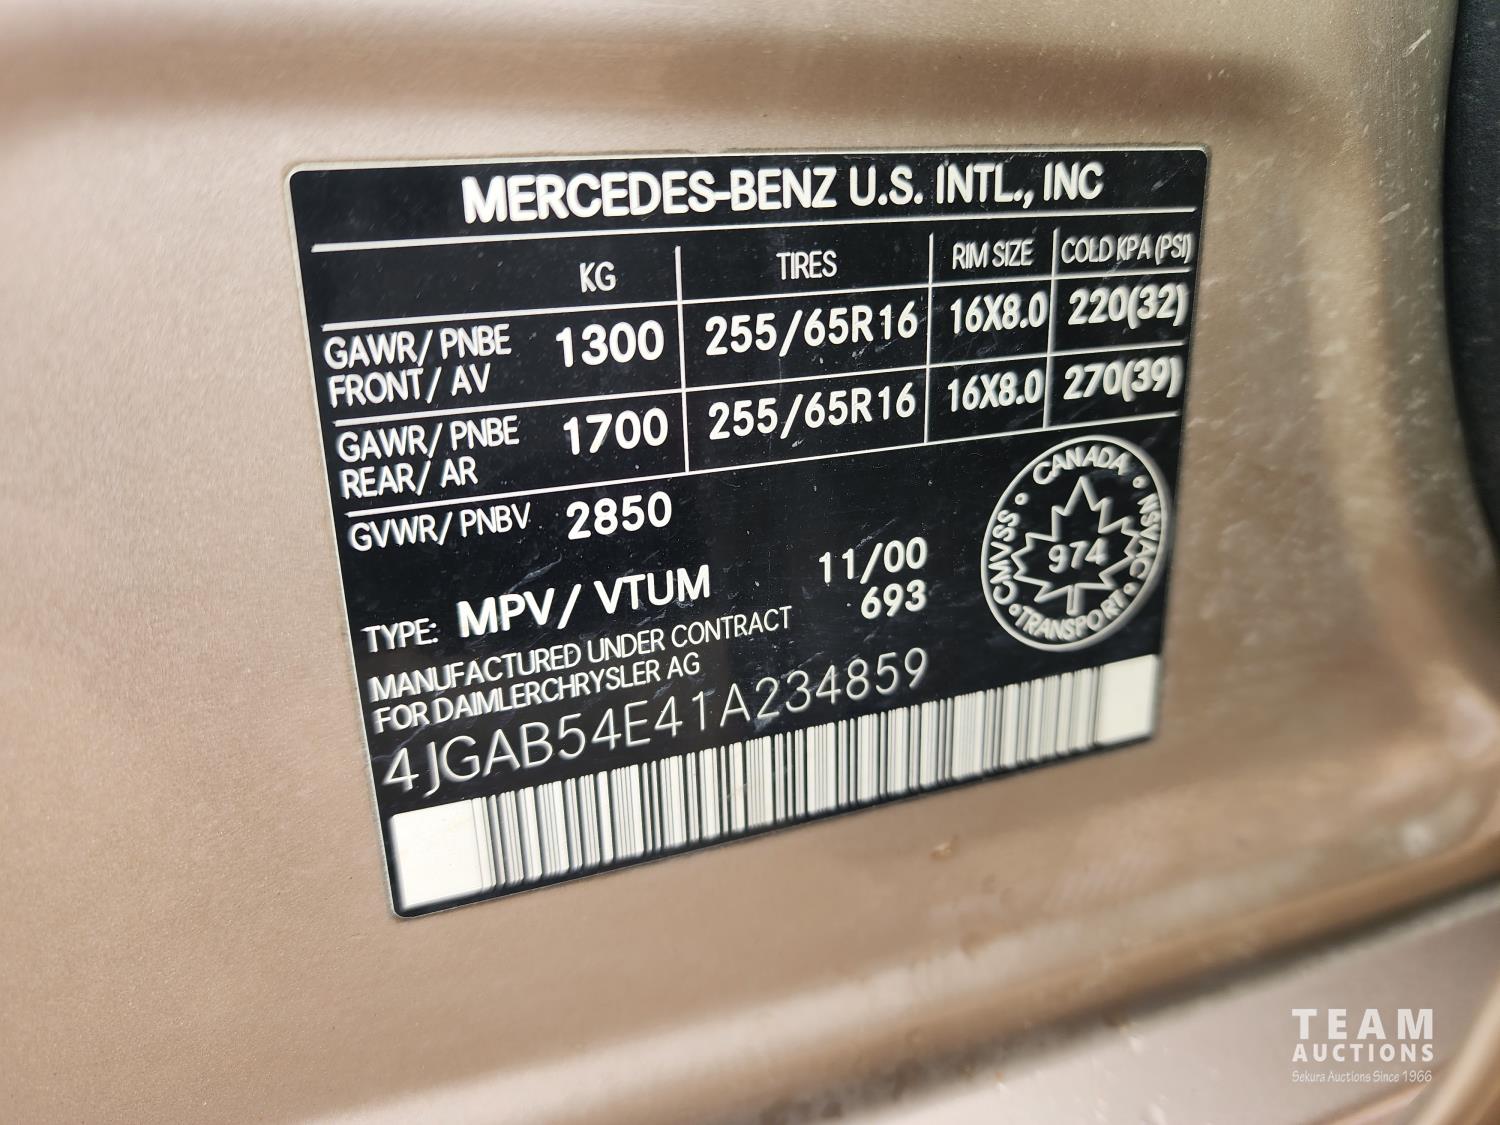 MERCEDES-BENZ U.S. INTL., INC
KG TIRES RIM SIZE COLD KPA (PSI)
GAWR/ PNBE FRONT/ AV 1300 255/65R16 16X8.0 220(32)
GAWR/ PNBE REAR/ AR 1700 255/65R16 16X8.0 270(39)
GVWR/ PNBV 2850
11/00
TYPE: MPV/ VTUM 693
MANUFACTURED UNDER CONTRACT
FOR DAIMLERCHRYSLER AG
4JGAB54E41A234859
CANADA
CMVSS 974 NSVAC
TRANSPORT
TEAM
AUCTIONS
Sekura Auctions Since 1966